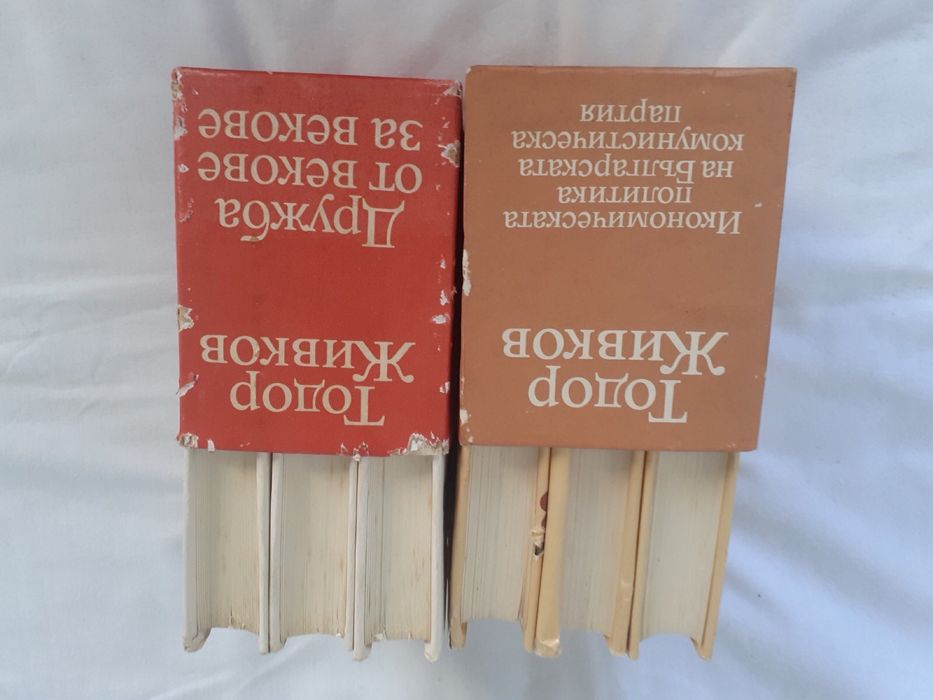 Тодор
Живков
Дружба
от векове
за векове
Тодор
Живков
Икономическата
политика
на Българската
комунистическа
партия